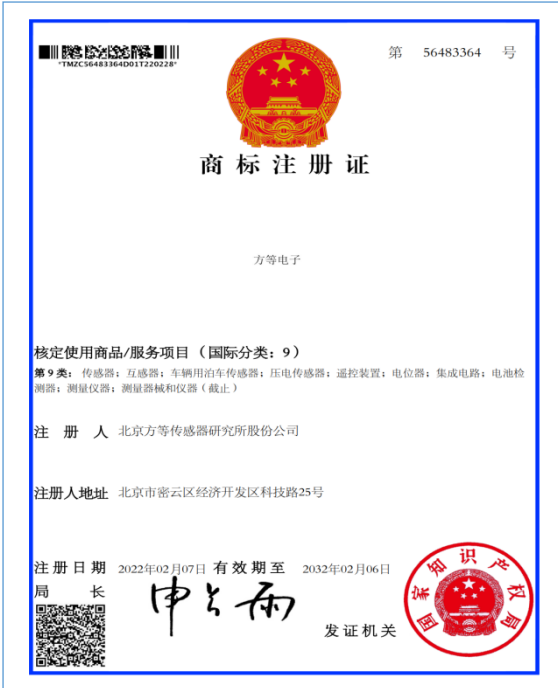 *TMZC56483364D01T220228*
第 56483364 号
商标注册证
方等电子
核定使用商品/服务项目(国际分类:9)
第9类:传感器;互感器;车辆用泊车传感器;压电传感器;遥控装置;电位器;集成电路;电池检
测器;测量仪器;测量器械和仪器(截止)
注册人 北京方等传感器研究所股份公司
注册人地址 北京市密云区经济开发区科技路25号
注册日期 2022年02月07日 有效期至 2032年02月06日
局长 申长雨
发证机关
国家知识产权局